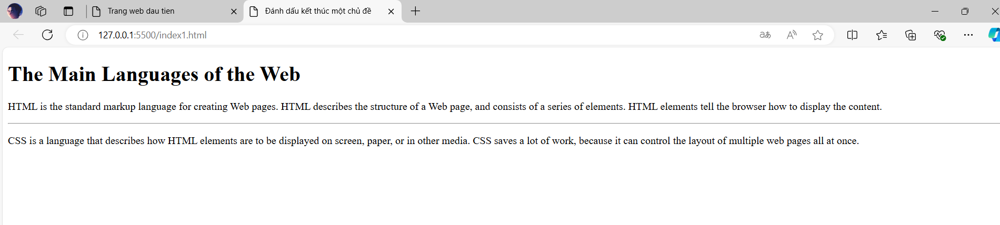 Trang web dau tien
Đánh dấu kết thúc một chủ đề
127.0.0.1:5500/index1.html
The Main Languages of the Web
HTML is the standard markup language for creating Web pages. HTML describes the structure of a Web page, and consists of a series of elements. HTML elements tell the browser how to display the content.
CSS is a language that describes how HTML elements are to be displayed on screen, paper, or in other media. CSS saves a lot of work, because it can control the layout of multiple web pages all at once.